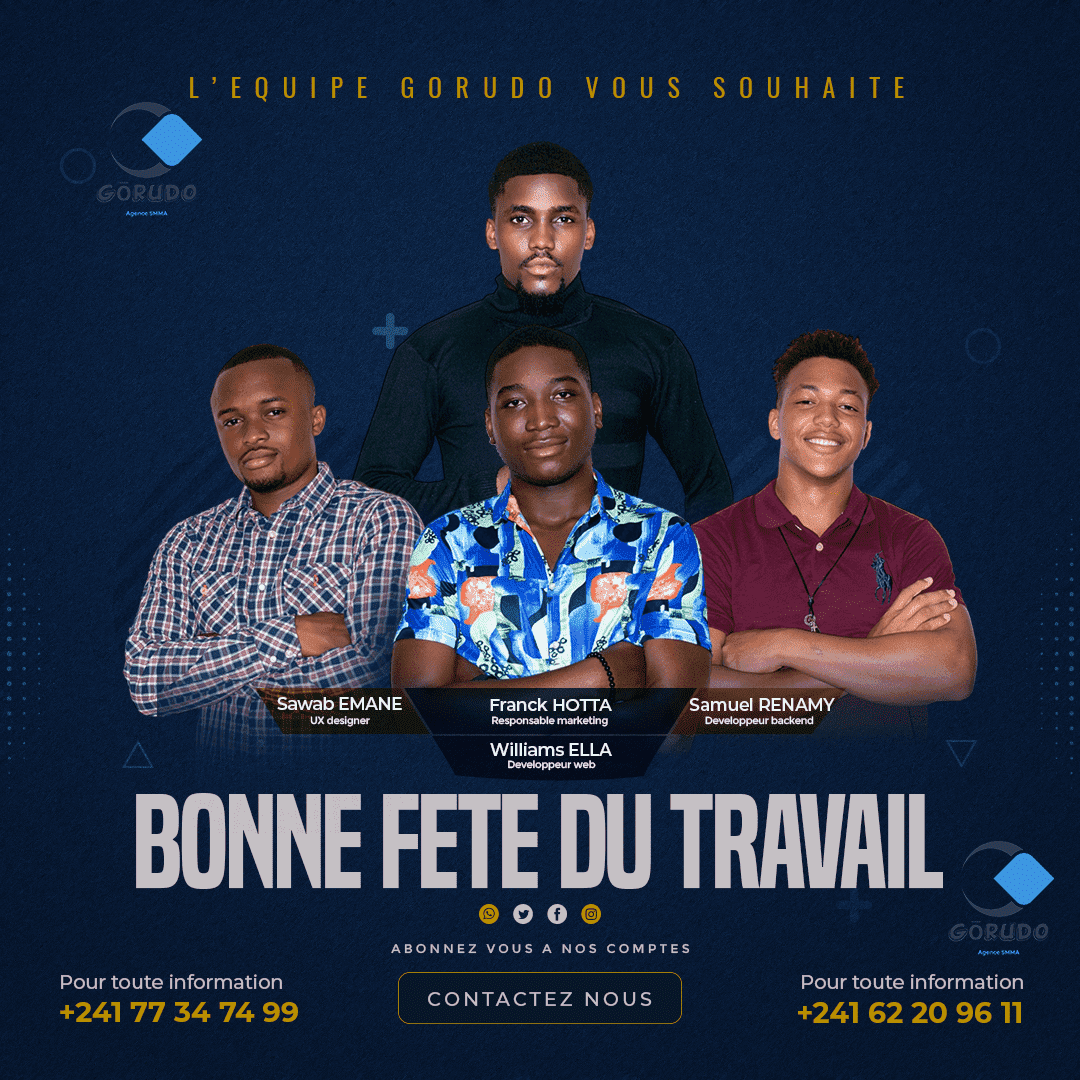 L'EQUIPE GORUDO VOUS SOUHAITE
GŌRUDO
Agence SMMA
Sawab EMANE
UX designer
Franck HOTTA
Responsable marketing
Samuel RENAMY
Developpeur backend
Williams ELLA
Developpeur web
BONNE FETE DU TRAVAIL
GŌRUDO
Agence SMMA
ABONNEZ VOUS A NOS COMPTES
Pour toute information
+241 77 34 74 99
CONTACTEZ NOUS
Pour toute information
+241 62 20 96 11